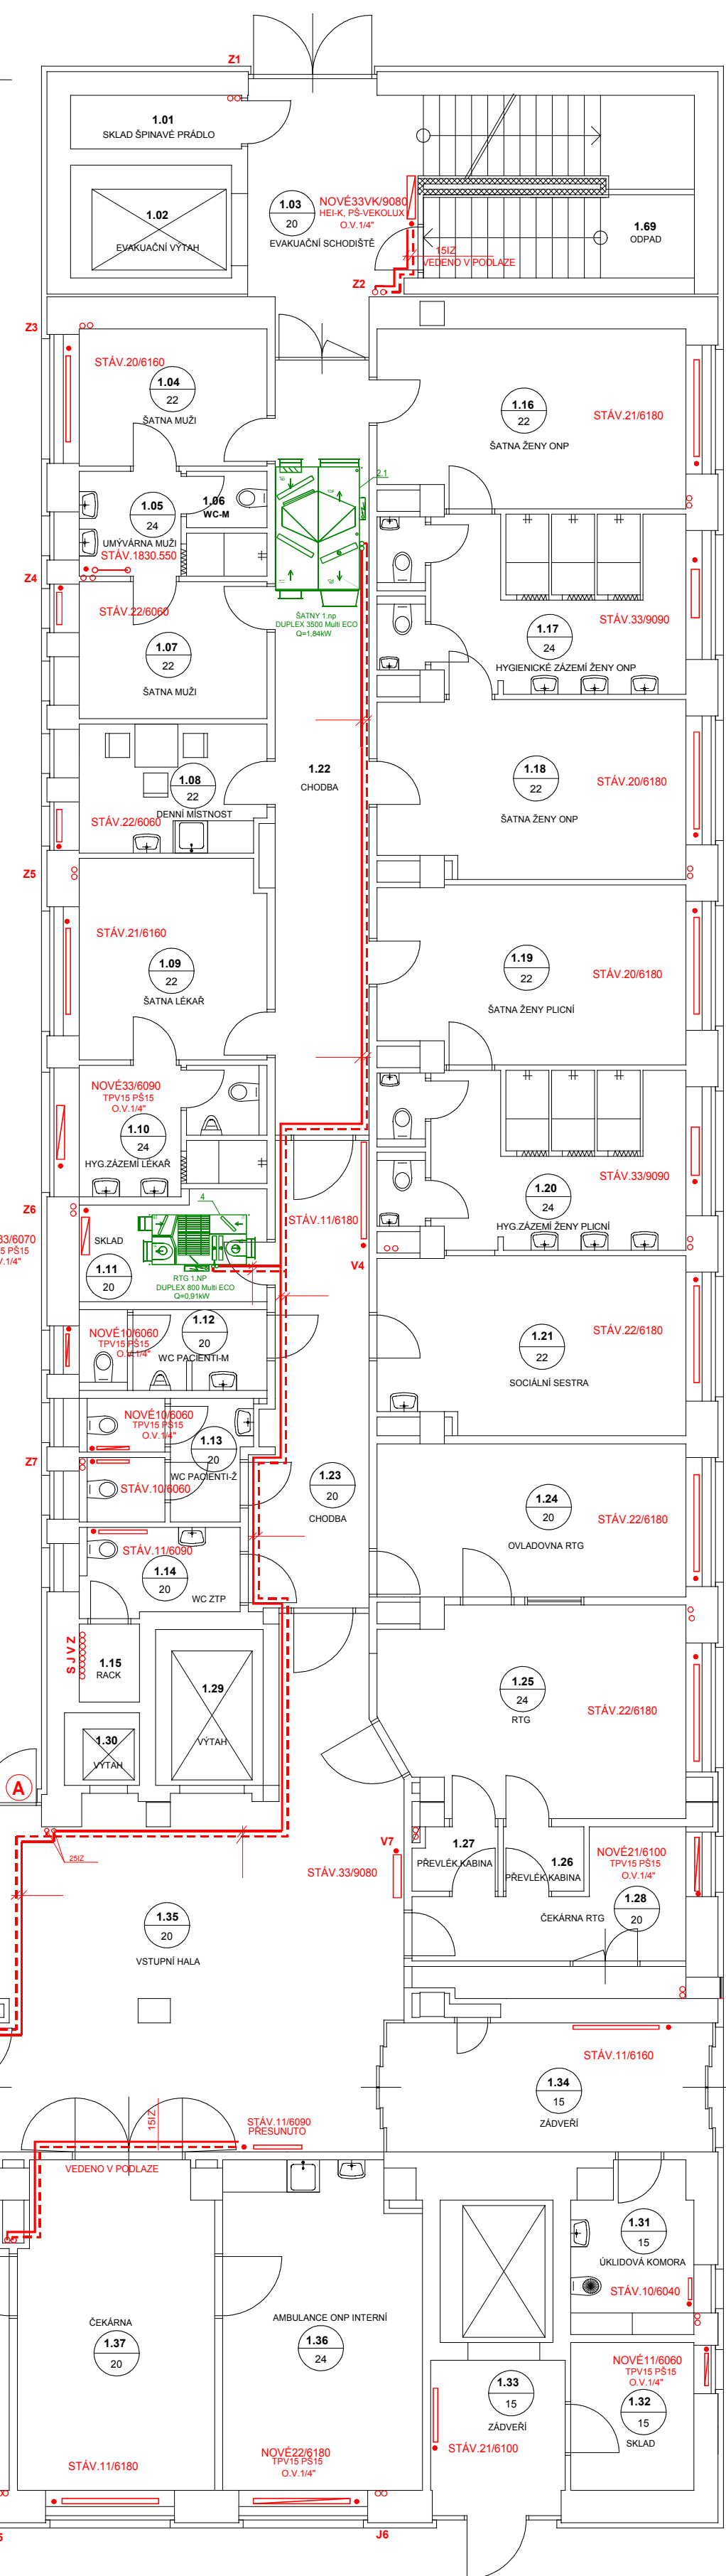 Z1
1.01
SKLAD ŠPINAVÉ PRÁDLO
1.02
EVAKUAČNÍ VÝTAH
1.03
20
EVAKUAČNÍ SCHODIŠTĚ
NOVÉ33VK/9080
HEI-K, PŠ-VEKOLUX
O.V.1/4"
1.69
ODPAD
15IZ
VEDENO V PODLAZE
Z2
Z3
STÁV.20/6160
1.04
22
ŠATNA MUŽI
1.16
22
ŠATNA ŽENY ONP
STÁV.21/6180
2.1
1.05
24
UMÝVÁRNA MUŽI
STÁV.1830.550
1.06
WC-M
Z4
STÁV.22/6060
1.07
22
ŠATNA MUŽI
ŠATNY 1.np
DUPLEX 3500 Multi ECO
Q=1,84kW
STÁV.33/9090
1.17
24
HYGIENICKÉ ZÁZEMÍ ŽENY ONP
1.08
22
DENNÍ MÍSTNOST
STÁV.22/6060
1.22
CHODBA
1.18
22
ŠATNA ŽENY ONP
STÁV.20/6180
Z5
STÁV.21/6160
1.09
22
ŠATNA LÉKAŘ
1.19
22
ŠATNA ŽENY PLICNÍ
STÁV.20/6180
NOVÉ33/6090
TPV15 PŠ15
O.V.1/4"
1.10
24
HYG.ZÁZEMÍ LÉKAŘ
STÁV.33/9090
1.20
24
HYG.ZÁZEMÍ ŽENY PLICNÍ
Z6
33/6070
15 PŠ15
V.1/4"
SKLAD
1.11
20
4
RTG 1.NP
DUPLEX 800 Multi ECO
Q=0,91kW
STÁV.11/6180
V4
NOVÉ10/6060
TPV15 PŠ15
O.V.1/4"
1.12
20
WC PACIENTI-M
1.21
22
SOCIÁLNÍ SESTRA
STÁV.22/6180
NOVÉ10/6060
TPV15 PŠ15
O.V.1/4"
1.13
20
WC PACIENTI-Ž
Z7
STÁV.10/6060
1.23
20
CHODBA
1.24
20
OVLADOVNA RTG
STÁV.22/6180
STÁV.11/6090
1.14
20
WC ZTP
S J V Z
1.15
RACK
1.29
VÝTAH
1.30
VÝTAH
1.25
24
RTG
STÁV.22/6180
A
25IZ
V7
STÁV.33/9080
1.27
PŘEVLÉK.KABINA
1.26
PŘEVLÉK.KABINA
NOVÉ21/6100
TPV15 PŠ15
O.V.1/4"
1.28
20
ČEKÁRNA RTG
1.35
20
VSTUPNÍ HALA
STÁV.11/6160
1.34
15
ZÁDVEŘÍ
15IZ
STÁV.11/6090
PŘESUNUTO
VEDENO V PODLAZE
1.31
15
ÚKLIDOVÁ KOMORA
STÁV.10/6040
ČEKÁRNA
1.37
20
AMBULANCE ONP INTERNÍ
1.36
24
NOVÉ11/6060
TPV15 PŠ15
O.V.1/4"
1.32
15
SKLAD
1.33
15
ZÁDVEŘÍ
STÁV.21/6100
STÁV.11/6180
NOVÉ22/6180
TPV15 PŠ15
O.V.1/4"
J6